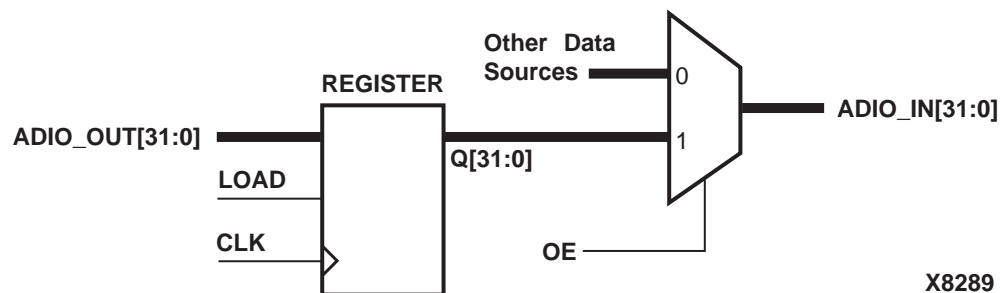 Other Data
Sources
0
REGISTER
ADIO_IN[31:0]
ADIO_OUT[31:0]
1
Q[31:0]
LOAD
CLK
OE
X8289